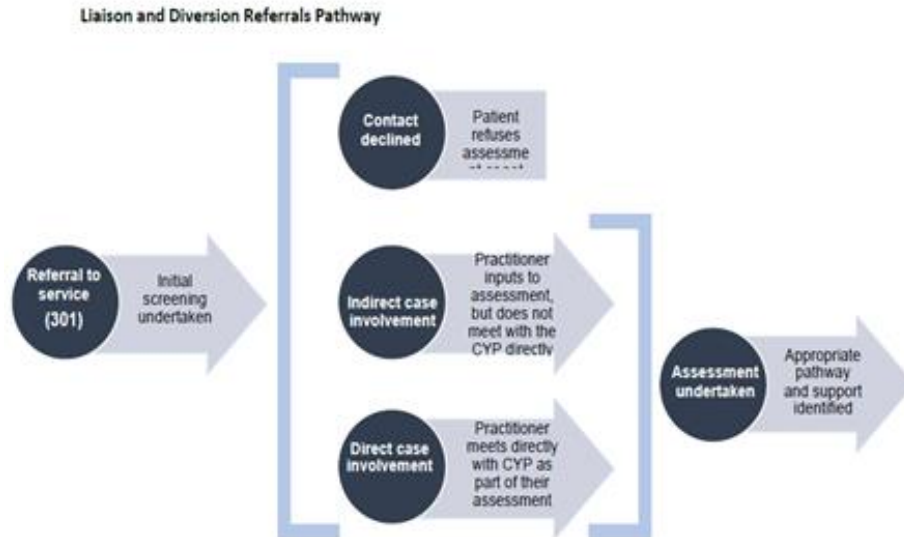 Liaison and Diversion Referrals Pathway
Contact
declined
Patient
refuses
assessme
Referral to
service
(301)
Initial
screening
undertaken
Indirect case
involvement
Practitioner
inputs to
assessment,
but does not
meet with the
CYP directly
Assessment
undertaken
Appropriate
pathway
and support
identified
Direct case
involvement
Practitioner
meets directly
with CYP as
part of their
assessment